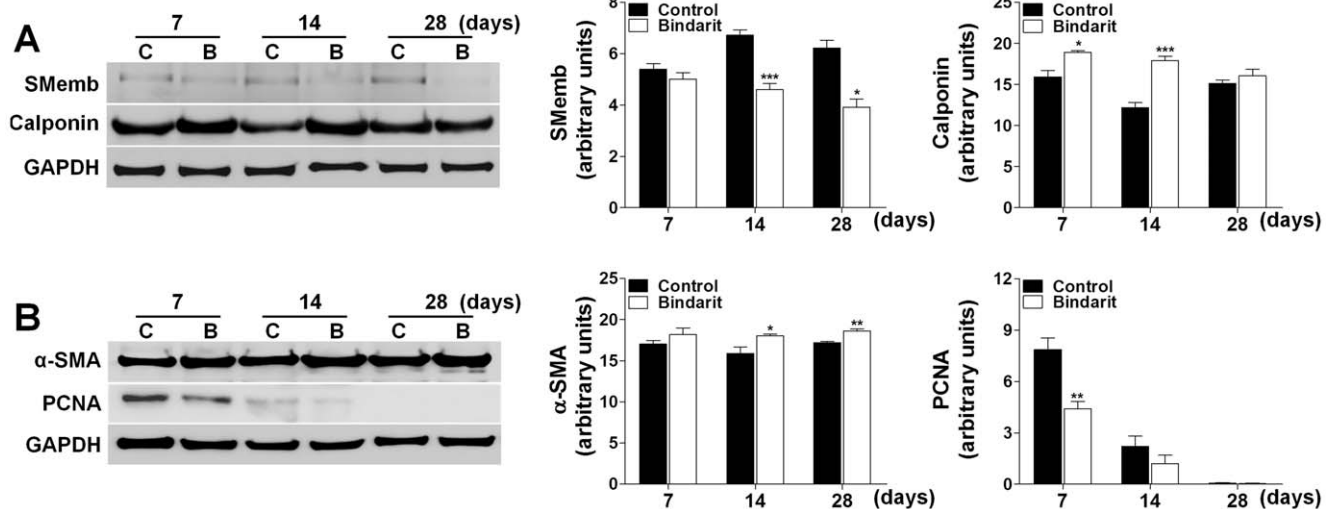 A
7 14 28 (days)
C B C B C B
SMemb
Calponin
GAPDH
8
6
4
2
0
SMemb
(arbitrary units)
Control
Bindarit
***
*
7 14 28 (days)
25
20
15
10
5
0
Calponin
(arbitrary units)
Control
Bindarit
*
***
7 14 28 (days)
B
7 14 28 (days)
C B C B C B
α-SMA
PCNA
GAPDH
25
20
15
10
5
0
α-SMA
(arbitrary units)
Control
Bindarit
*
**
7 14 28 (days)
12
9
6
3
0
PCNA
(arbitrary units)
Control
Bindarit
**
7 14 28 (days)